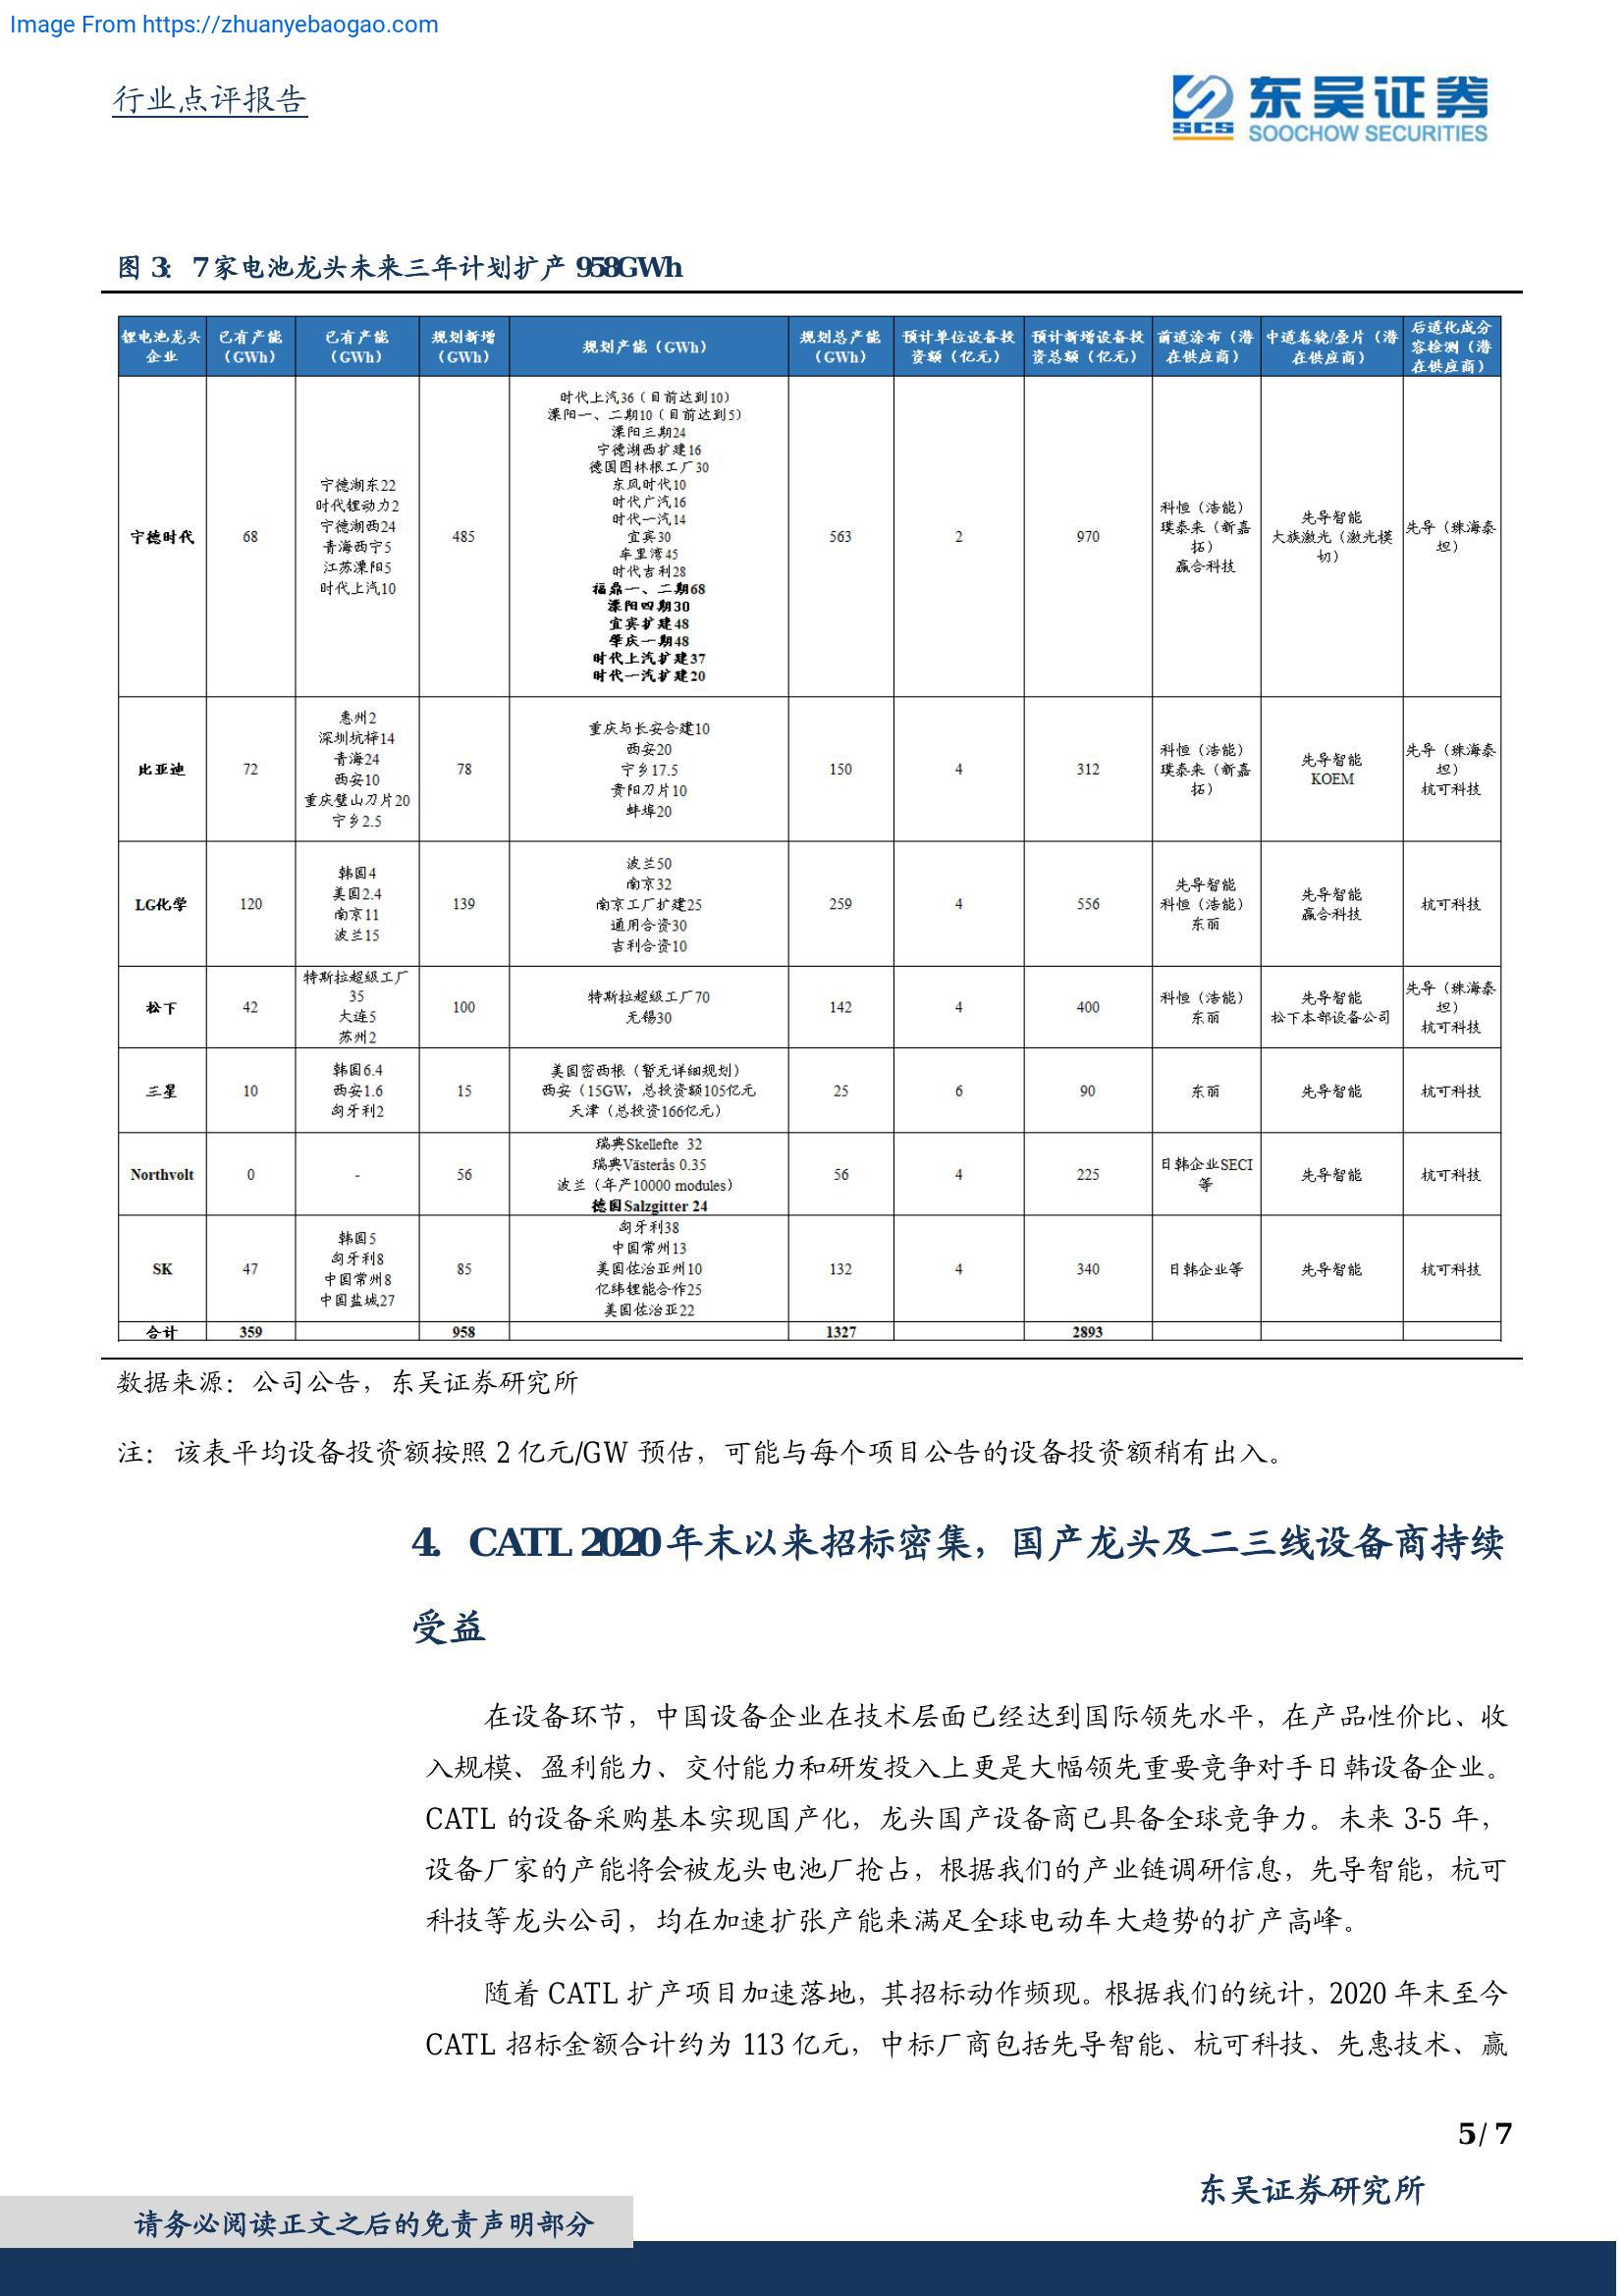 Image From https://zhuanyebaogao.com
行业点评报告
SCS
东吴证券
SOOCHOW SECURITIES
图 3: 7 家电池龙头未来三年计划扩产 958GWh
锂电池龙头企业 已有产能（GWh） 已有产能（GWh） 规划新增（GWh） 规划产能（GWh） 规划总产能（GWh） 预计单位设备投资额（亿元） 预计新增设备投资总额（亿元） 前道涂布（潜在供应商） 中道卷绕/叠片（潜在供应商） 后道化成分容检测（潜在供应商）
宁德时代
68
宁德湖东22
时代锂动力2
宁德湖西24
青海西宁5
江苏溧阳5
时代上汽10
485
时代上汽36（目前达到10）
溧阳一、二期10（目前达到5）
溧阳三期24
宁德湖西扩建16
德国图林根工厂30
东风时代10
时代广汽16
时代一汽14
宜宾30
车里湾45
时代吉利28
福鼎一、二期68
溧阳四期30
宜宾扩建48
肇庆一期48
时代上汽扩建37
时代一汽扩建20
563
2
970
科恒（浩能）
璞泰来（新嘉拓）
赢合科技
先导智能
大族激光（激光模切）
先导（珠海泰坦）
比亚迪
72
惠州2
深圳坑梓14
青海24
西安10
重庆璧山刀片20
宁乡2.5
78
重庆与长安合建10
西安20
宁乡17.5
贵阳刀片10
蚌埠20
150
4
312
科恒（浩能）
璞泰来（新嘉拓）
先导智能
KOEM
先导（珠海泰坦）
杭可科技
LG化学
120
韩国4
美国2.4
南京11
波兰15
139
波兰50
南京32
南京工厂扩建25
通用合资30
吉利合资10
259
4
556
先导智能
科恒（浩能）
东丽
先导智能
赢合科技
杭可科技
松下
42
特斯拉超级工厂35
大连5
苏州2
100
特斯拉超级工厂70
无锡30
142
4
400
科恒（浩能）
东丽
先导智能
松下本部设备公司
先导（珠海泰坦）
杭可科技
三星
10
韩国6.4
西安1.6
匈牙利2
15
美国密西根（暂无详细规划）
西安（15GW，总投资额105亿元
天津（总投资166亿元）
25
6
90
东丽
先导智能
杭可科技
Northvolt
0
-
56
瑞典Skellefte 32
瑞典Västerås 0.35
波兰（年产10000 modules）
德国Salzgitter 24
56
4
225
日韩企业SECI等
先导智能
杭可科技
SK
47
韩国5
匈牙利8
中国常州8
中国盐城27
85
匈牙利38
中国常州13
美国佐治亚州10
亿纬锂能合作25
美国佐治亚22
132
4
340
日韩企业等
先导智能
杭可科技
合计 359 958 1327 2893
数据来源：公司公告，东吴证券研究所
注：该表平均设备投资额按照 2 亿元/GW 预估，可能与每个项目公告的设备投资额稍有出入。
4. CATL 2020 年末以来招标密集，国产龙头及二三线设备商持续
受益
在设备环节，中国设备企业在技术层面已经达到国际领先水平，在产品性价比、收
入规模、盈利能力、交付能力和研发投入上更是大幅领先重要竞争对手日韩设备企业。
CATL 的设备采购基本实现国产化，龙头国产设备商已具备全球竞争力。未来 3-5 年，
设备厂家的产能将会被龙头电池厂抢占，根据我们的产业链调研信息，先导智能，杭可
科技等龙头公司，均在加速扩张产能来满足全球电动车大趋势的扩产高峰。
随着 CATL 扩产项目加速落地，其招标动作频现。根据我们的统计，2020 年末至今
CATL 招标金额合计约为 113 亿元，中标厂商包括先导智能、杭可科技、先惠技术、赢
5 / 7
东吴证券研究所
请务必阅读正文之后的免责声明部分